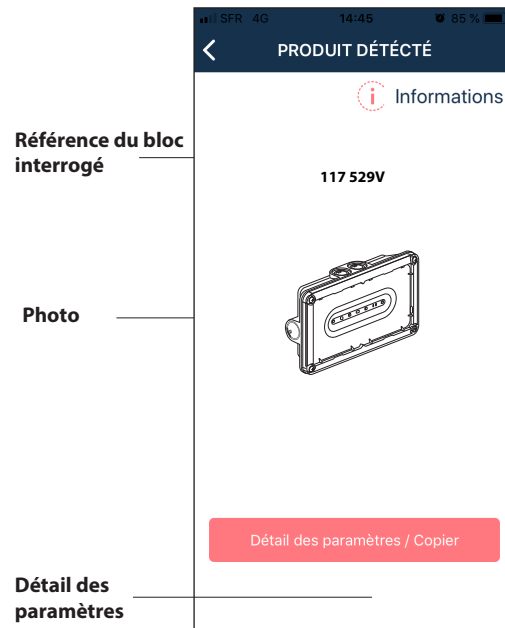 SFR 4G 14:45 85 %
PRODUIT DÉTÉCTÉ
i Informations
Référence du bloc
interrogé
117 529V
Photo
Détail des paramètres / Copier
Détail des
paramètres